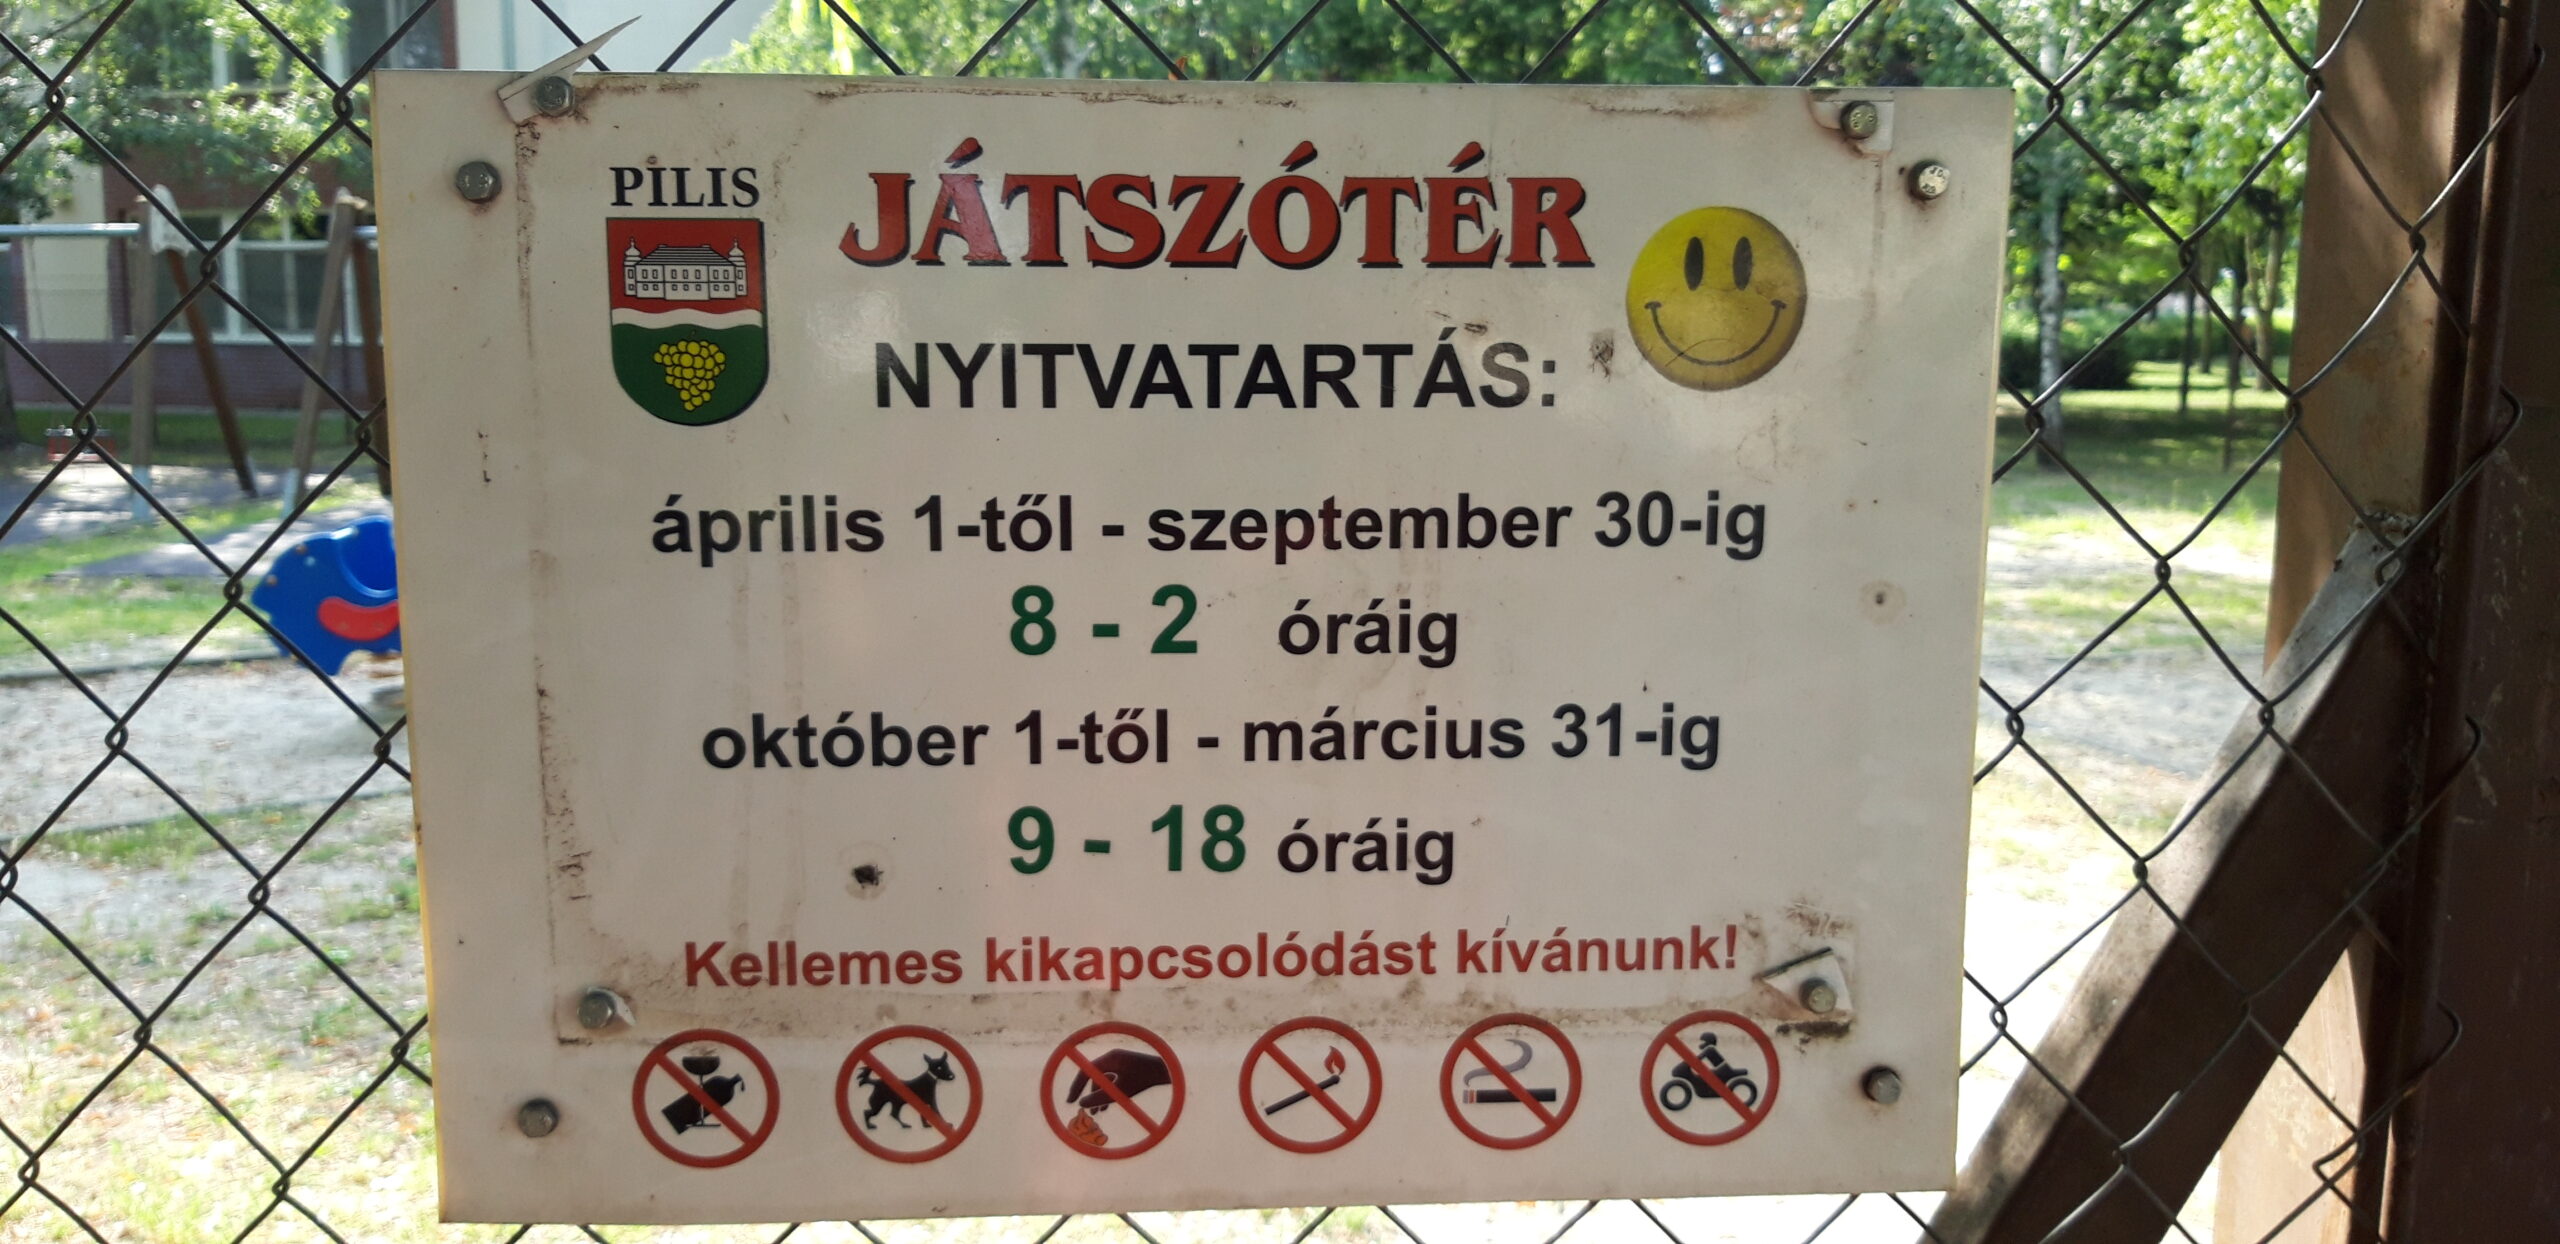 PILIS
JÁTSZÓTÉR
NYITVATARTÁS:
április 1-től - szeptember 30-ig
8 - 2 óráig
október 1-től - március 31-ig
9 - 18 óráig
Kellemes kikapcsolódást kívánunk!